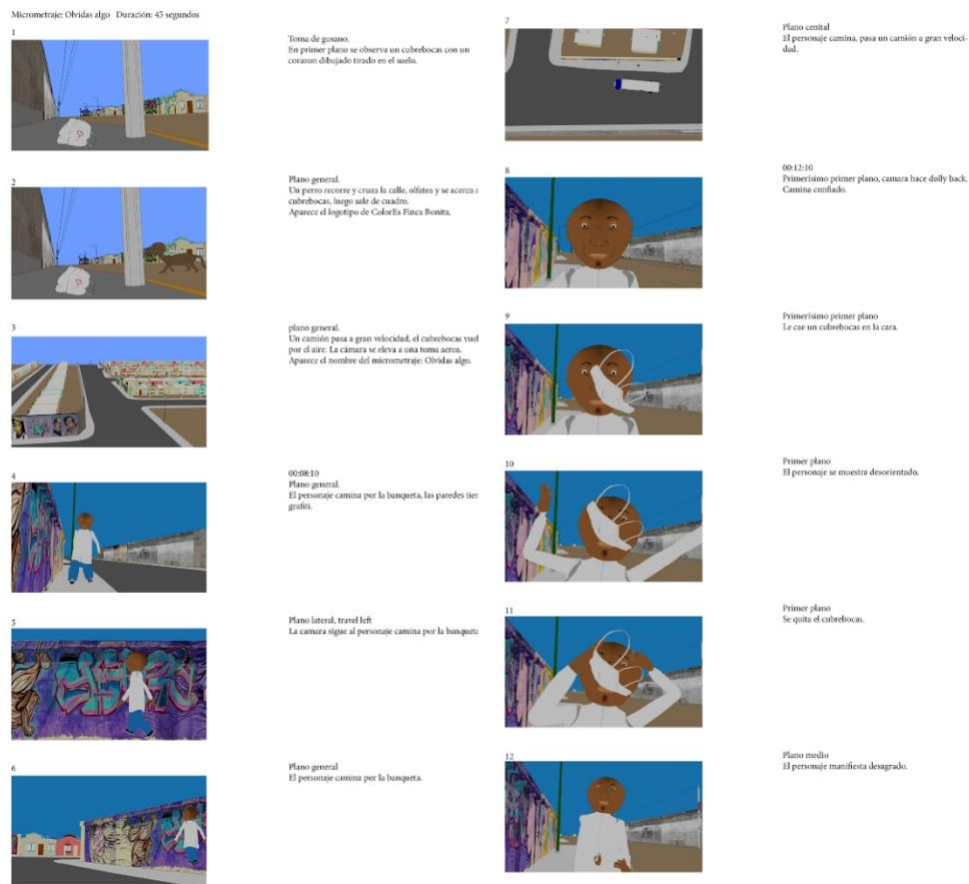 Micrometraje: Olvidas algo   Duración: 45 segundos
1
Toma de gusano.
En primer plano se observa un cubrebocas con un
corazon dibujado tirado en el suelo.
2
Plano general.
Un perro recorre y cruza la calle, olfatea y se acerca
cubrebocas, luego sale de cuadro.
Aparece el logotipo de ColorEs Finca Bonita.
3
plano general.
Un camión pasa a gran velocidad, el cubrebocas vuel
por el aire. La cámara se eleva a una toma aerea.
Aparece el nombre del micrometraje: Olvidas algo.
4
00:08:10
Plano general.
El personaje camina por la banqueta, las paredes tien
grafiti.
5
Plano lateral, travel left
La camara sigue al personaje camina por la banqueta
6
Plano general
El personaje camina por la banqueta.
7
Plano cenital
El personaje camina, pasa un camión a gran veloci-
dad.
8
00:12:10
Primerísimo primer plano, camara hace dolly back.
Camina confiado.
9
Primerísimo primer plano
Le cae un cubrebocas en la cara.
10
Primer plano
El personaje se muestra desorientado.
11
Primer plano
Se quita el cubrebocas.
12
Plano medio
El personaje manifiesta desagrado.